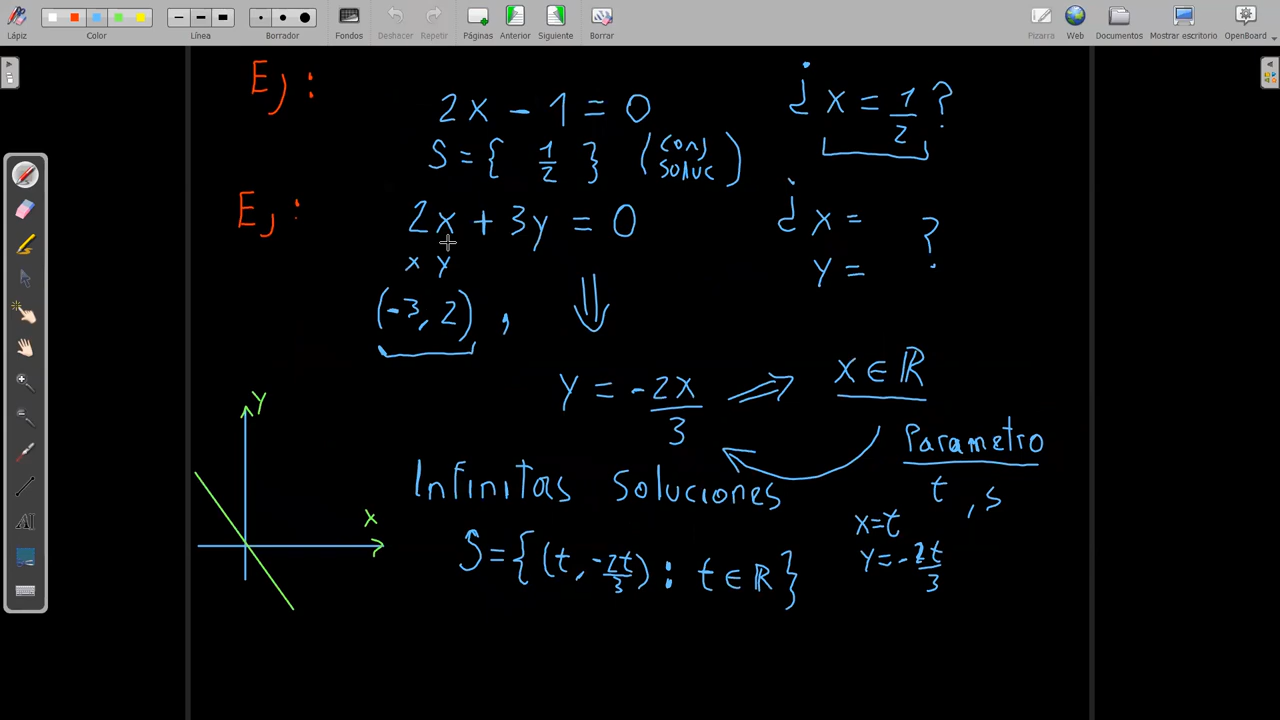 Lápiz Color Línea Borrador Fondos Deshacer Repetir Páginas Anterior Siguiente Borrar Pizarra Web Documentos Mostrar escritorio OpenBoard
Ej:
2x - 1 = 0
¿ x = 1/2 ?
S = { 1/2 } (conj
soluc)
Ej:
2x + 3y = 0
¿ x =
y = ?
x y
(-3, 2) ,
⇓
y = -2x/3 ⇒ x ∈ ℝ
Parametro
t , s
Infinitas soluciones
x=t
y=-2t/3
S={(t, -2t/3) : t ∈ ℝ}
Y
X